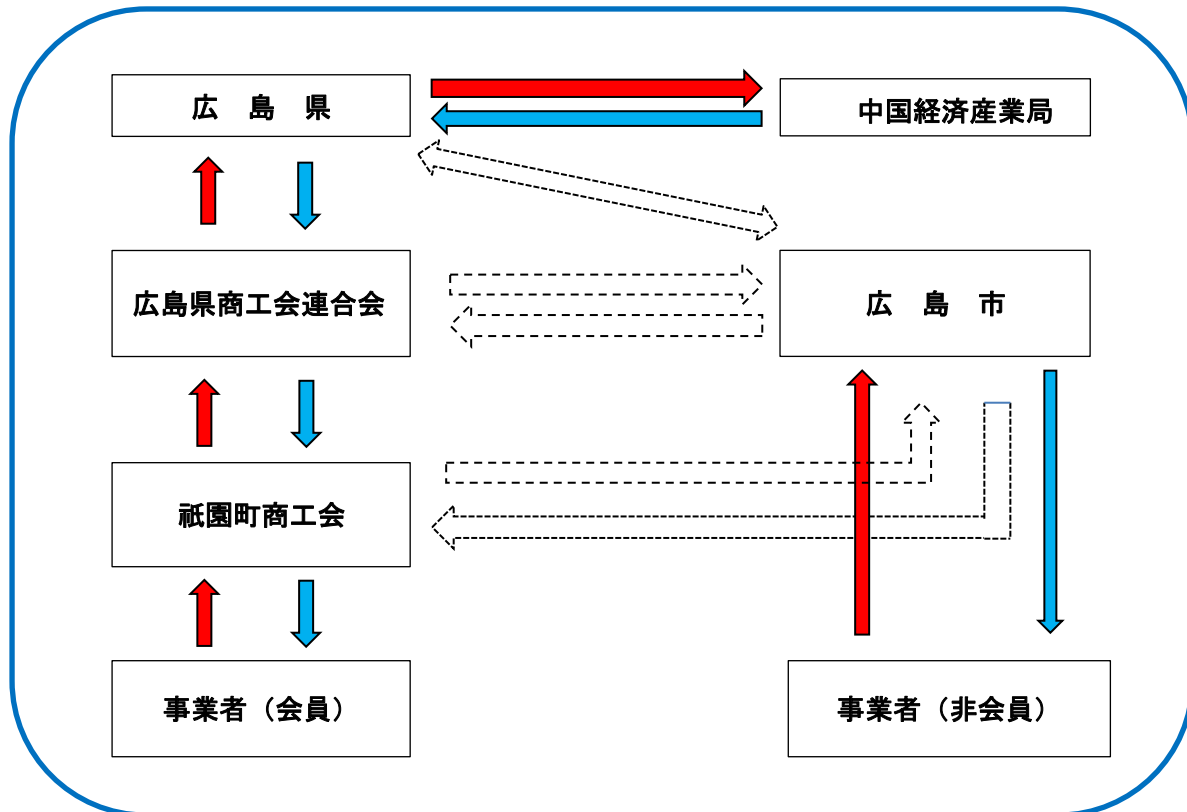 広島県
中国経済産業局
広島県商工会連合会
広島市
祇園町商工会
事業者（会員）
事業者（非会員）